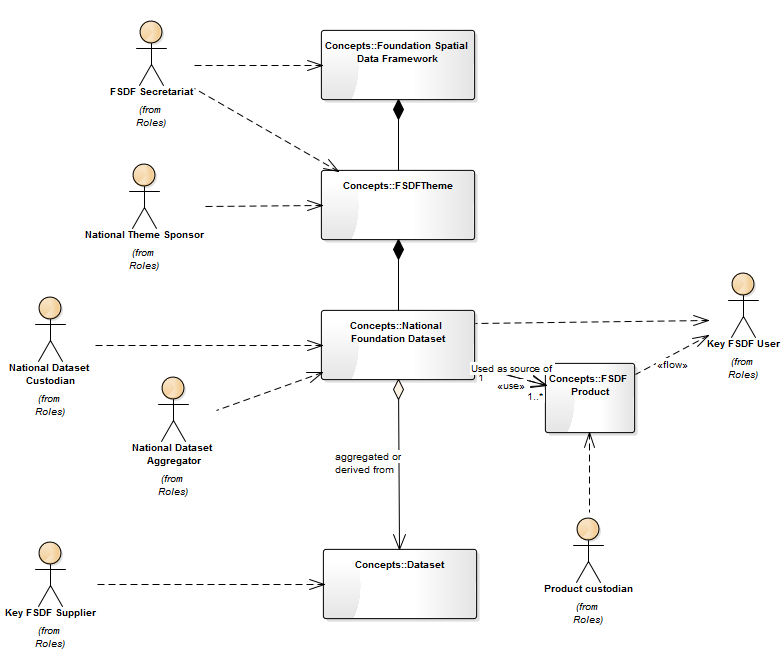 Concepts::Foundation Spatial
Data Framework
FSDF Secretariat
(from
Roles)
Concepts::FSDFTheme
National Theme Sponsor
(from
Roles)
Concepts::National
Foundation Dataset
Key FSDF User
(from
Roles)
National Dataset
Custodian
(from
Roles)
Used as source of
1
«use»
1..*
Concepts::FSDF
Product
«flow»
National Dataset
Aggregator
(from
Roles)
aggregated or
derived from
Concepts::Dataset
Key FSDF Supplier
(from
Roles)
Product custodian
(from
Roles)